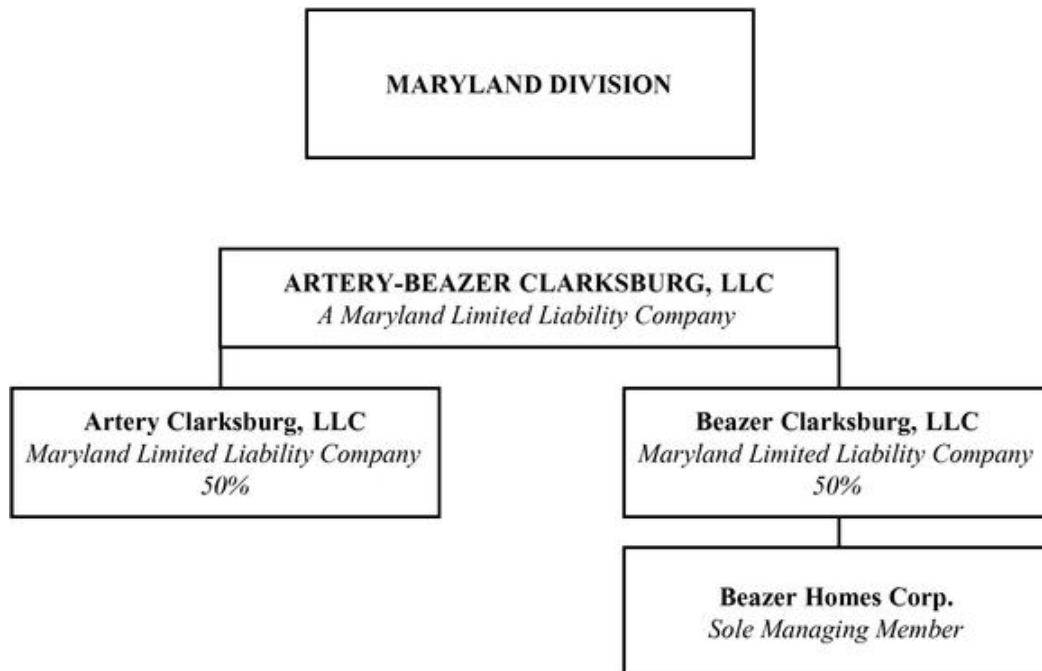 MARYLAND DIVISION
ARTERY-BEAZER CLARKSBURG, LLC
A Maryland Limited Liability Company
Artery Clarksburg, LLC
Maryland Limited Liability Company
50%
Beazer Clarksburg, LLC
Maryland Limited Liability Company
50%
Beazer Homes Corp.
Sole Managing Member